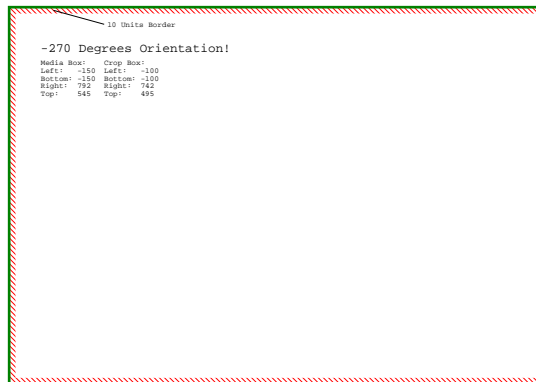 10 Units Border
-270 Degrees Orientation!
Media Box: Crop Box:
Left: -150 Left: -100
Bottom: -150 Bottom: -100
Right: 792 Right: 742
Top: 545 Top: 495